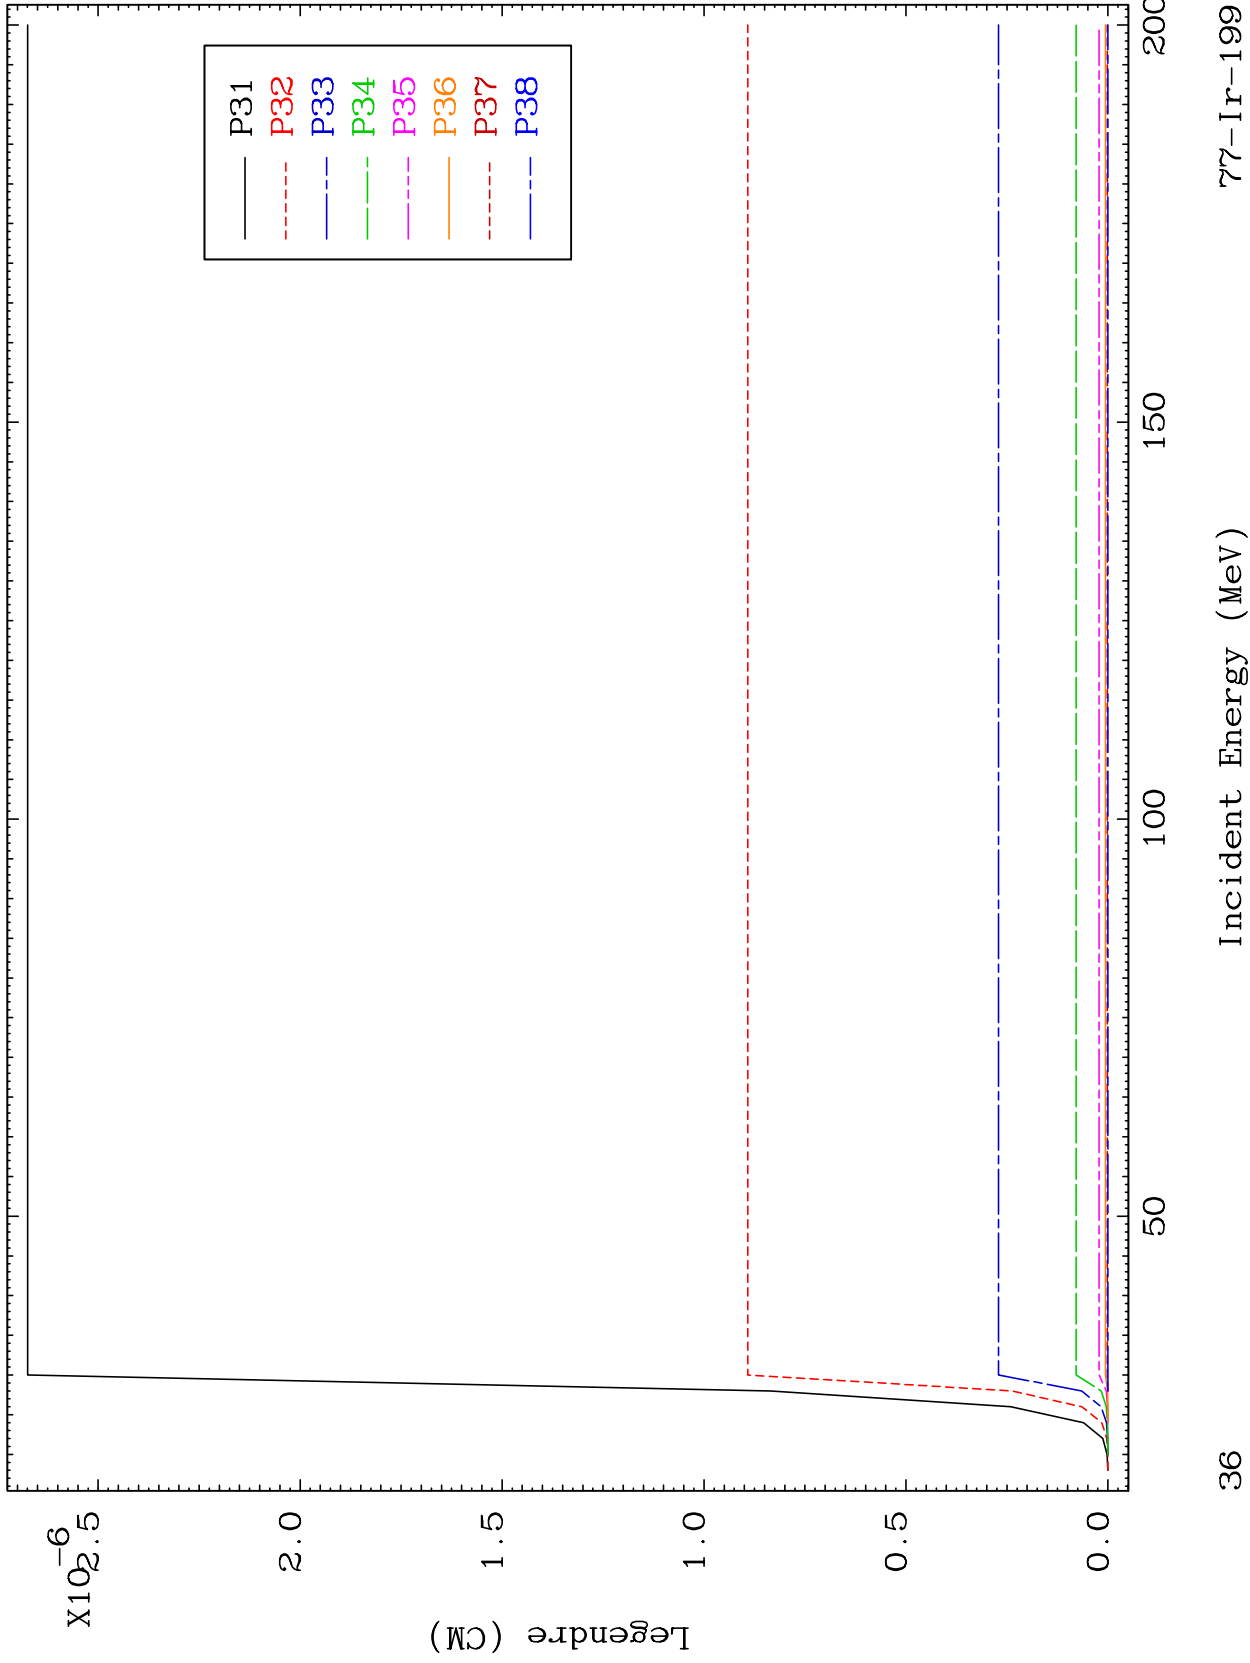 X10-6
2.5
2.0
1.5
1.0
0.5
0.0
Legendre (CM)
P31
P32
P33
P34
P35
P36
P37
P38
50
100
150
200
Incident Energy (MeV)
36
77-Ir-199